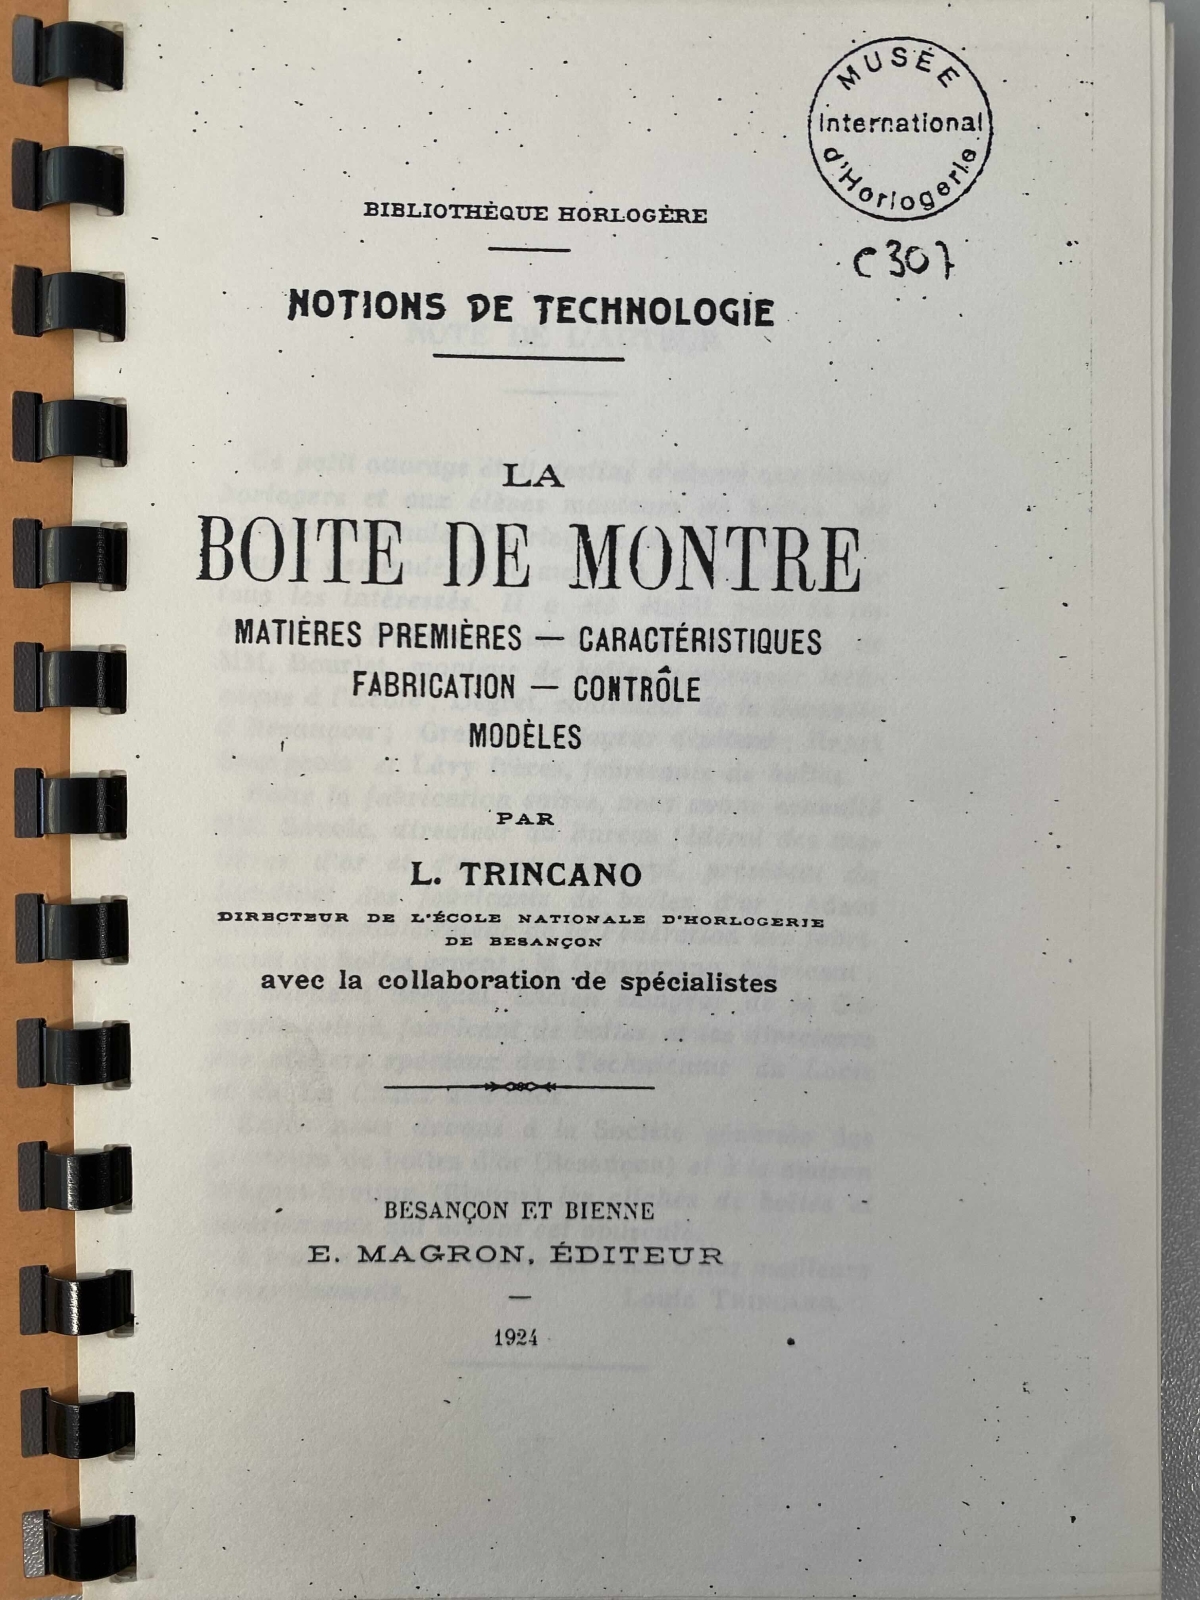 MUSÉE
International
d'Horlogerie
C 307
BIBLIOTHÈQUE HORLOGÈRE
NOTIONS DE TECHNOLOGIE
LA
BOITE DE MONTRE
MATIÈRES PREMIÈRES — CARACTÉRISTIQUES
FABRICATION — CONTRÔLE
MODÈLES
PAR
L. TRINCANO
DIRECTEUR DE L'ÉCOLE NATIONALE D'HORLOGERIE
DE BESANÇON
avec la collaboration de spécialistes
BESANÇON ET BIENNE
E. MAGRON, ÉDITEUR
1924